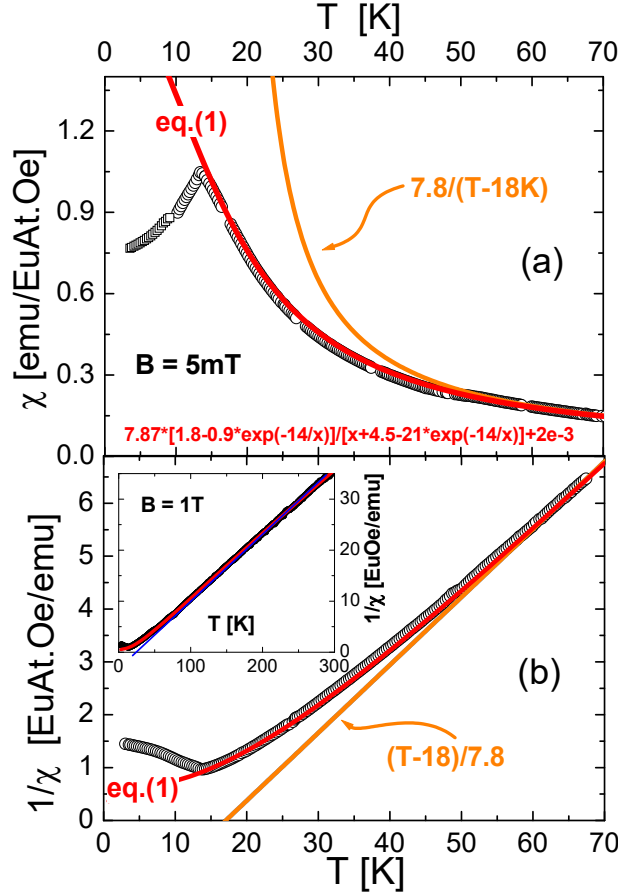 T [K]
0 10 20 30 40 50 60 70
1.2
0.9
0.6
0.3
0.0
χ [emu/EuAt.Oe]
eq.(1)
7.8/(T-18K)
(a)
B = 5mT
7.87*[1.8-0.9*exp(-14/x)]/[x+4.5-21*exp(-14/x)]+2e-3
6
5
4
3
2
1
0
1/χ [EuAt.Oe/emu]
B = 1T
30
20
10
0
1/χ [EuOe/emu]
T [K]
0 100 200 300
(b)
(T-18)/7.8
eq.(1)
0 10 20 30 40 50 60 70
T [K]